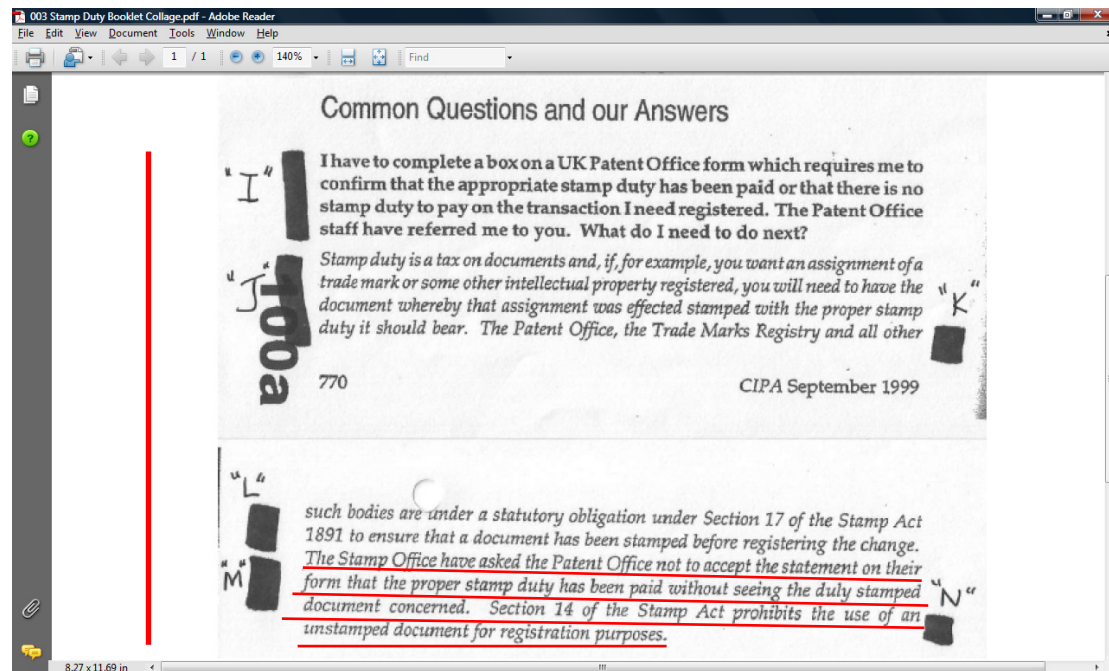 003 Stamp Duty Booklet Collage.pdf - Adobe Reader
File Edit View Document Tools Window Help
1 / 1 140% Find
Common Questions and our Answers
"I"
I have to complete a box on a UK Patent Office form which requires me to
confirm that the appropriate stamp duty has been paid or that there is no
stamp duty to pay on the transaction I need registered. The Patent Office
staff have referred me to you. What do I need to do next?
"J"
100a
Stamp duty is a tax on documents and, if, for example, you want an assignment of a
trade mark or some other intellectual property registered, you will need to have the
document whereby that assignment was effected stamped with the proper stamp
duty it should bear. The Patent Office, the Trade Marks Registry and all other
"K"
770 CIPA September 1999
"L"
such bodies are under a statutory obligation under Section 17 of the Stamp Act
1891 to ensure that a document has been stamped before registering the change.
The Stamp Office have asked the Patent Office not to accept the statement on their
"M"
form that the proper stamp duty has been paid without seeing the duly stamped
document concerned. Section 14 of the Stamp Act prohibits the use of an
"N"
unstamped document for registration purposes.
8.27 x 11.69 in